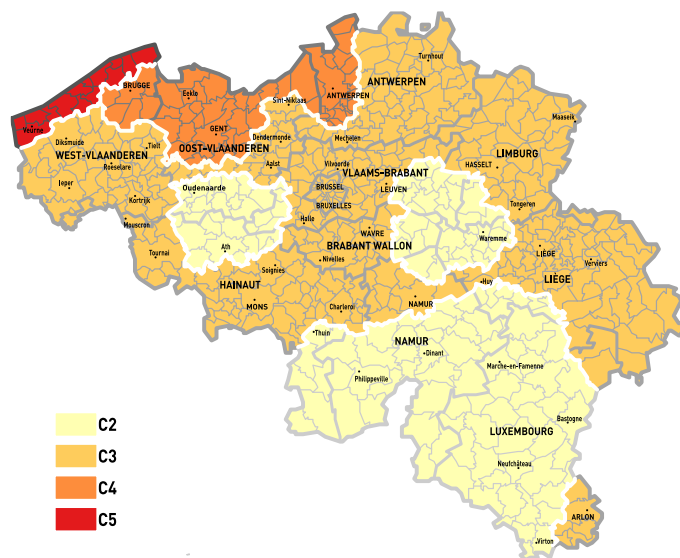 Turnhout
ANTWERPEN
BRUGGE
Eeklo
ANTWERPEN
Sint-Niklaas
Maaseik
Veurne
GENT
Diksmuide
Dendermonde
Mechelen
Tielt
OOST-VLAANDEREN
WEST-VLAANDEREN
LIMBURG
Roeselare
Aalst
Vilvoorde
HASSELT
VLAAMS-BRABANT
Ieper
BRUSSEL
LEUVEN
Oudenaarde
Kortrijk
BRUXELLES
Tongeren
Mouscron
Halle
WAVRE
Waremme
Ath
BRABANT WALLON
Tournai
LIÈGE
Nivelles
Verviers
Soignies
LIÈGE
HAINAUT
Huy
MONS
NAMUR
Charleroi
Thuin
NAMUR
Dinant
Marche-en-Famenne
Philippeville
C2
Bastogne
LUXEMBOURG
C3
Neufchâteau
C4
C5
ARLON
Virton